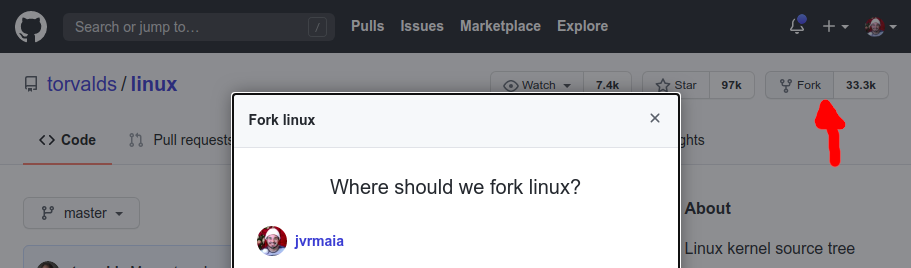 Search or jump to… / Pulls Issues Marketplace Explore
torvalds / linux Watch 7.4k Star 97k Fork 33.3k
Fork linux ×
Code Pull requests
Where should we fork linux?
master
jvrmaia
About
Linux kernel source tree